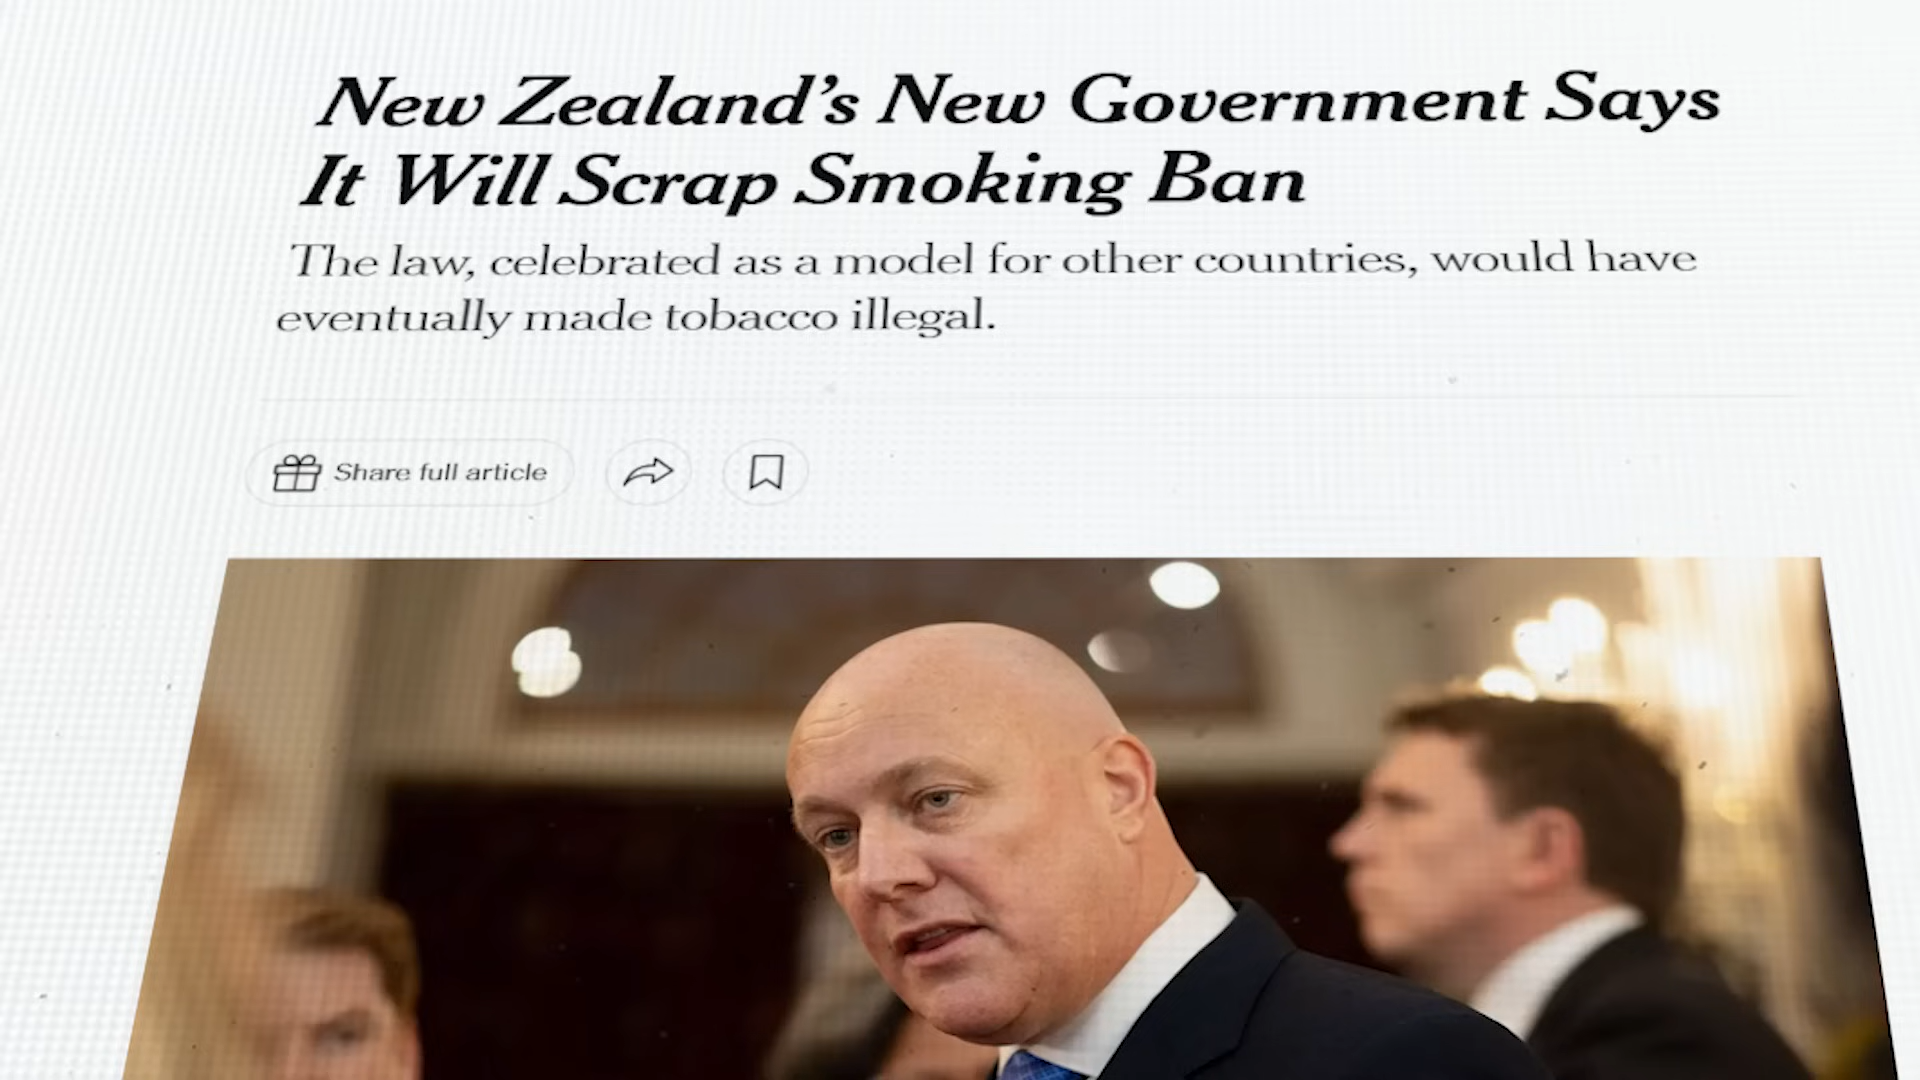 New Zealand’s New Government Says
It Will Scrap Smoking Ban
The law, celebrated as a model for other countries, would have
eventually made tobacco illegal.
Share full article